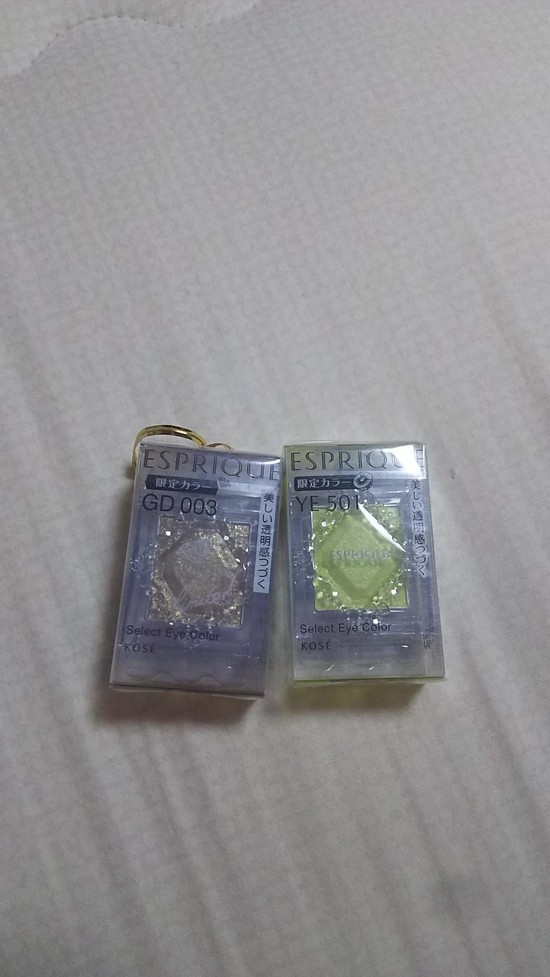 ESPRIQUE
限定カラー
GD 003
美しい透明感つづく
Select Eye Color
KOSÉ
ESPRIQUE
限定カラー
YE 501
美しい透明感つづく
ESPRIQUE
Select Eye Color
KOSÉ